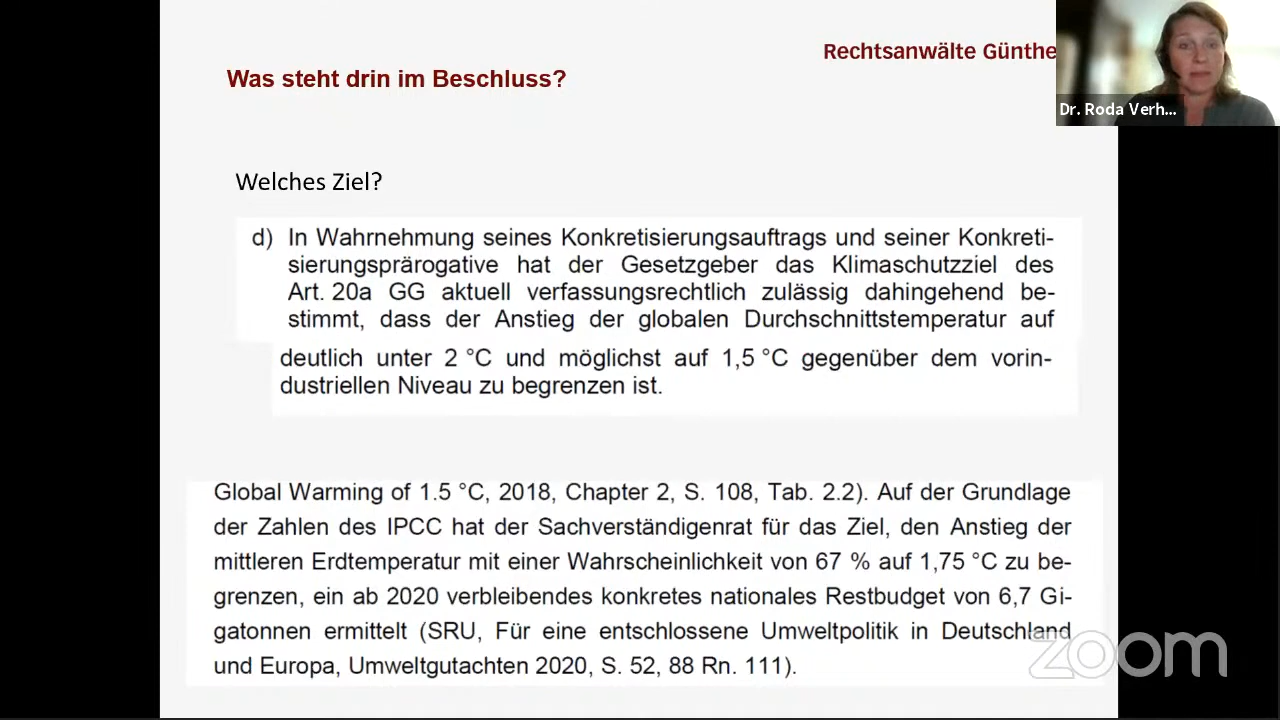 Rechtsanwälte Günthe
Was steht drin im Beschluss?
Dr. Roda Verh...
Welches Ziel?
d) In Wahrnehmung seines Konkretisierungsauftrags und seiner Konkreti-
sierungsprärogative hat der Gesetzgeber das Klimaschutzziel des
Art. 20a GG aktuell verfassungsrechtlich zulässig dahingehend be-
stimmt, dass der Anstieg der globalen Durchschnittstemperatur auf
deutlich unter 2 °C und möglichst auf 1,5 °C gegenüber dem vorin-
dustriellen Niveau zu begrenzen ist.
Global Warming of 1.5 °C, 2018, Chapter 2, S. 108, Tab. 2.2). Auf der Grundlage
der Zahlen des IPCC hat der Sachverständigenrat für das Ziel, den Anstieg der
mittleren Erdtemperatur mit einer Wahrscheinlichkeit von 67 % auf 1,75 °C zu be-
grenzen, ein ab 2020 verbleibendes konkretes nationales Restbudget von 6,7 Gi-
gatonnen ermittelt (SRU, Für eine entschlossene Umweltpolitik in Deutschland
und Europa, Umweltgutachten 2020, S. 52, 88 Rn. 111).
zoom